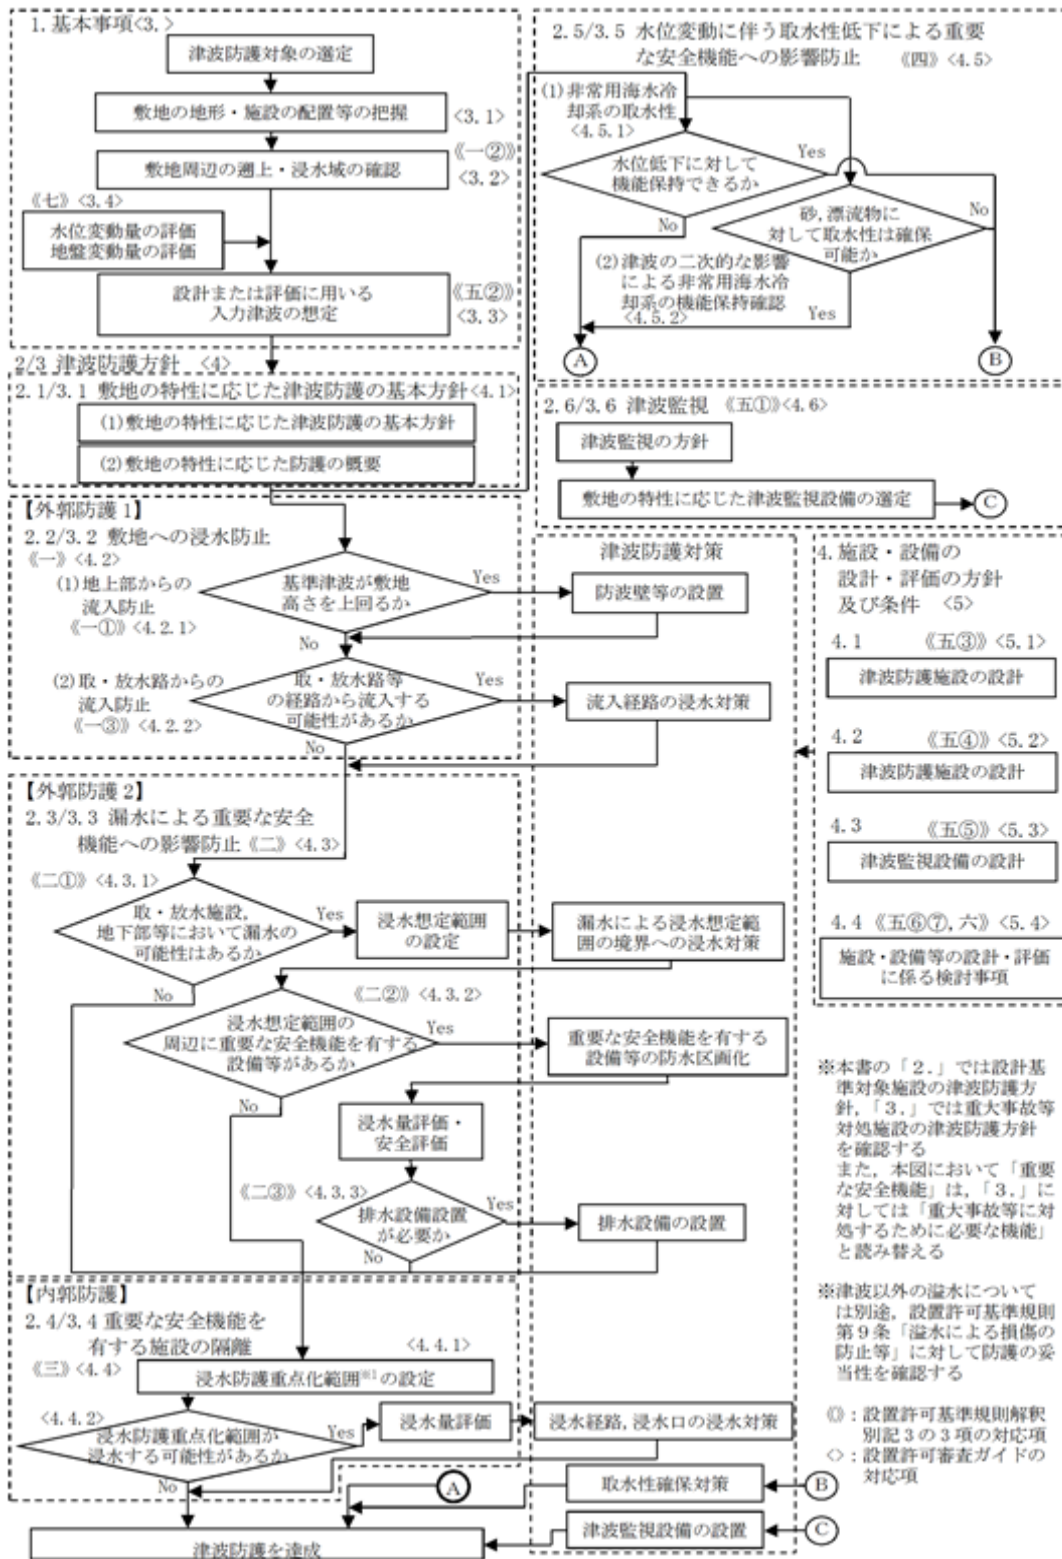 1.基本事項<3.>
津波防護対象の選定
敷地の地形・施設の配置等の把握
<3.1>
敷地周辺の遡上・浸水域の確認
《一②》
<3.2>
《七》<3.4>
水位変動量の評価
地盤変動量の評価
設計または評価に用いる
入力津波の想定
《五②》
<3.3>
2/3 津波防護方針 <4>
2.1/3.1 敷地の特性に応じた津波防護の基本方針<4.1>
(1)敷地の特性に応じた津波防護の基本方針
(2)敷地の特性に応じた防護の概要
【外郭防護1】
2.2/3.2 敷地への浸水防止
《一》<4.2>
(1)地上部からの
流入防止
《一①》<4.2.1>
基準津波が敷地
高さを上回るか
Yes
No
(2)取・放水路からの
流入防止
《一③》<4.2.2>
取・放水路等
の経路から流入する
可能性があるか
Yes
No
【外郭防護2】
2.3/3.3 漏水による重要な安全
機能への影響防止《二》<4.3>
《二①》<4.3.1>
取・放水施設,
地下部等において漏水の
可能性はあるか
Yes
No
浸水想定範囲
の設定
《二②》<4.3.2>
浸水想定範囲の
周辺に重要な安全機能を有する
設備等があるか
Yes
No
浸水量評価・
安全評価
《二③》<4.3.3>
排水設備設置
が必要か
Yes
No
【内郭防護】
2.4/3.4 重要な安全機能を
有する施設の隔離
《三》<4.4>
<4.4.1>
浸水防護重点化範囲※1の設定
<4.4.2>
浸水防護重点化範囲が
浸水する可能性があるか
Yes
No
浸水量評価
A
津波防護を達成
2.5/3.5 水位変動に伴う取水性低下による重要
な安全機能への影響防止 《四》<4.5>
(1)非常用海水冷
却系の取水性
<4.5.1>
水位低下に対して
機能保持できるか
Yes
No
砂,漂流物に
対して取水性は確保
可能か
No
Yes
(2)津波の二次的な影響
による非常用海水冷
却系の機能保持確認
<4.5.2>
A
B
2.6/3.6 津波監視 《五①》<4.6>
津波監視の方針
敷地の特性に応じた津波監視設備の選定
C
津波防護対策
防波壁等の設置
流入経路の浸水対策
漏水による浸水想定範
囲の境界への浸水対策
重要な安全機能を有する
設備等の防水区画化
排水設備の設置
浸水経路,浸水口の浸水対策
取水性確保対策
B
津波監視設備の設置
C
4.施設・設備の
設計・評価の方針
及び条件 <5>
4.1 《五③》<5.1>
津波防護施設の設計
4.2 《五④》<5.2>
津波防護施設の設計
4.3 《五⑤》<5.3>
津波監視設備の設計
4.4 《五⑥⑦,六》<5.4>
施設・設備等の設計・評価
に係る検討事項
※本書の「2.」では設計基
準対象施設の津波防護方
針,「3.」では重大事故等
対処施設の津波防護方針
を確認する
また,本図において「重要
な安全機能」は,「3.」に
対しては「重大事故等に対
処するために必要な機能」
と読み替える
※津波以外の溢水について
は別途,設置許可基準規則
第9条「溢水による損傷の
防止等」に対して防護の妥
当性を確認する
《》:設置許可基準規則解釈
別記3の3項の対応項
<>:設置許可審査ガイドの
対応項